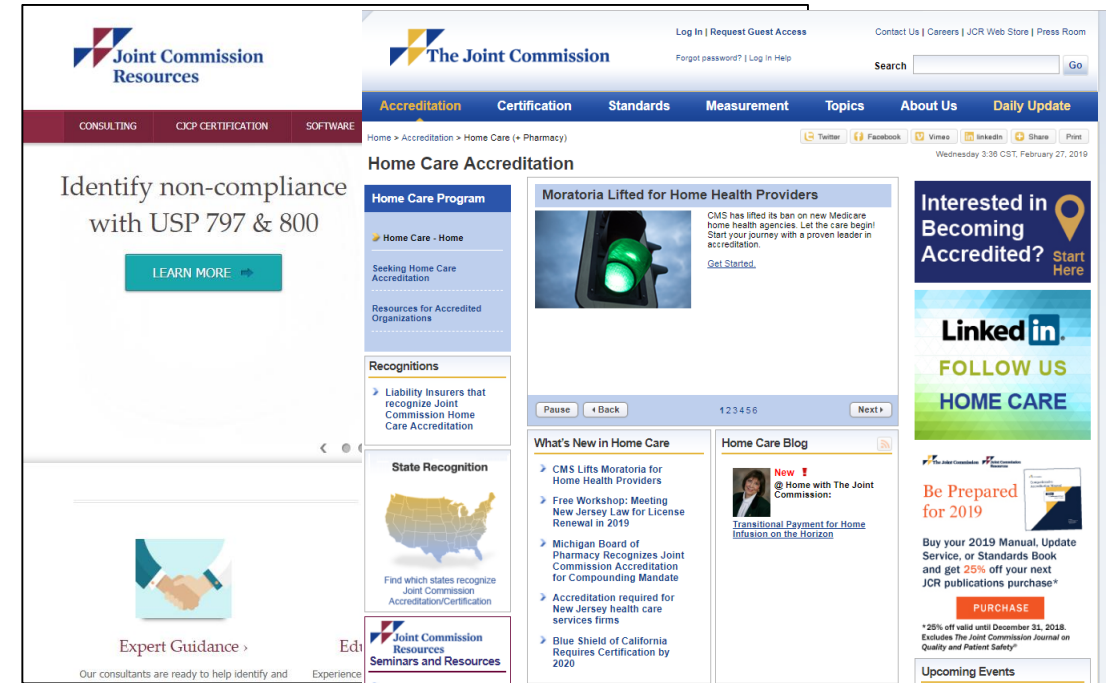 Joint Commission
Resources
CONSULTING CJCP CERTIFICATION SOFTWARE
Identify non-compliance
with USP 797 & 800
LEARN MORE
Expert Guidance ›
Our consultants are ready to help identify and
Experience
The Joint Commission
Log In | Request Guest Access
Forgot password? | Log In Help
Contact Us | Careers | JCR Web Store | Press Room
Search Go
Accreditation Certification Standards Measurement Topics About Us Daily Update
Home > Accreditation > Home Care (+ Pharmacy)
Twitter Facebook Vimeo linkedin Share Print
Wednesday 3:36 CST, February 27, 2019
Home Care Accreditation
Home Care Program
Home Care - Home
Seeking Home Care
Accreditation
Resources for Accredited
Organizations
Recognitions
Liability Insurers that
recognize Joint
Commission Home
Care Accreditation
State Recognition
Find which states recognize
Joint Commission
Accreditation/Certification
Joint Commission
Resources
Seminars and Resources
Moratoria Lifted for Home Health Providers
CMS has lifted its ban on new Medicare
home health agencies. Let the care begin!
Start your journey with a proven leader in
accreditation.
Get Started.
Pause Back 1 2 3 4 5 6 Next
What's New in Home Care
CMS Lifts Moratoria for
Home Health Providers
Free Workshop: Meeting
New Jersey Law for License
Renewal in 2019
Michigan Board of
Pharmacy Recognizes Joint
Commission Accreditation
for Compounding Mandate
Accreditation required for
New Jersey health care
services firms
Blue Shield of California
Requires Certification by
2020
Home Care Blog
New !
@ Home with The Joint
Commission:
Transitional Payment for Home
Infusion on the Horizon
Interested in
Becoming
Accredited? Start
Here
Linked in.
FOLLOW US
HOME CARE
The Joint Commission Joint Commission
Resources
Be Prepared
for 2019
Buy your 2019 Manual, Update
Service, or Standards Book
and get 25% off your next
JCR publications purchase*
PURCHASE
*25% off valid until December 31, 2018.
Excludes The Joint Commission Journal on
Quality and Patient Safety®
Upcoming Events